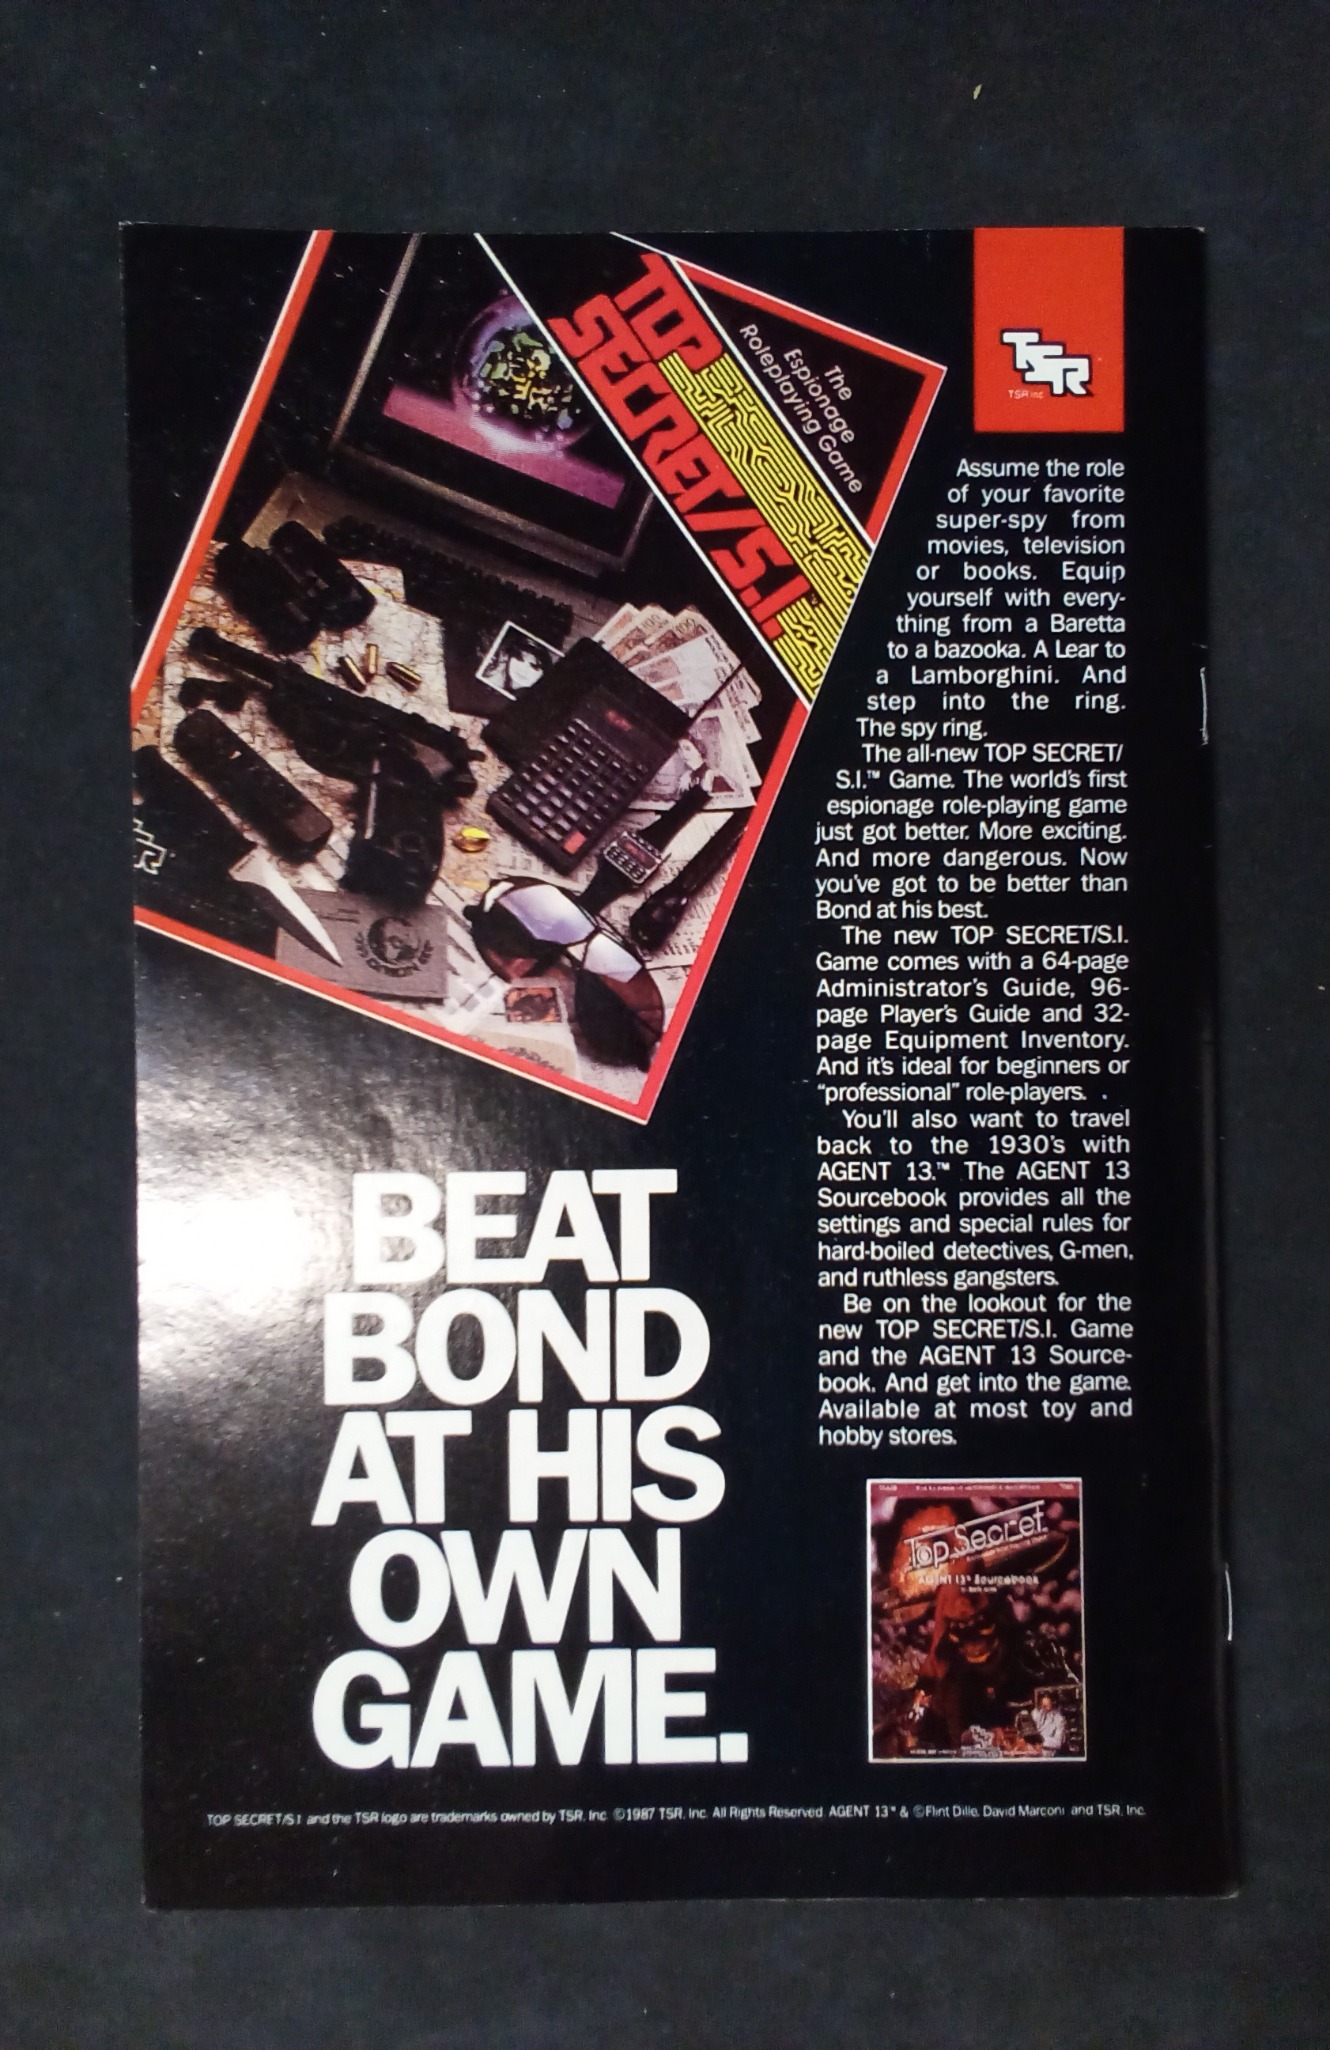 TOP
SECRET/S.I.
The
Espionage
Roleplaying Game
TSR
TSR inc
Assume the role
of your favorite
super-spy from
movies, television
or books. Equip
yourself with every-
thing from a Baretta
to a bazooka. A Lear to
a Lamborghini. And
step into the ring.
The spy ring.
The all-new TOP SECRET/
S.I.™ Game. The world's first
espionage role-playing game
just got better. More exciting.
And more dangerous. Now
you've got to be better than
Bond at his best.
The new TOP SECRET/S.I.
Game comes with a 64-page
Administrator's Guide, 96-
page Player's Guide and 32-
page Equipment Inventory.
And it's ideal for beginners or
"professional" role-players.
You'll also want to travel
back to the 1930's with
AGENT 13.™ The AGENT 13
Sourcebook provides all the
settings and special rules for
hard-boiled detectives, G-men,
and ruthless gangsters.
Be on the lookout for the
new TOP SECRET/S.I. Game
and the AGENT 13 Source-
book. And get into the game.
Available at most toy and
hobby stores.
BEAT
BOND
AT HIS
OWN
GAME.
Top Secret
AGENT 13™ Sourcebook
TOP SECRET/S.I. and the TSR logo are trademarks owned by TSR, Inc. ©1987 TSR, Inc. All Rights Reserved. AGENT 13™ & ©Flint Dille, David Marconi and TSR, Inc.